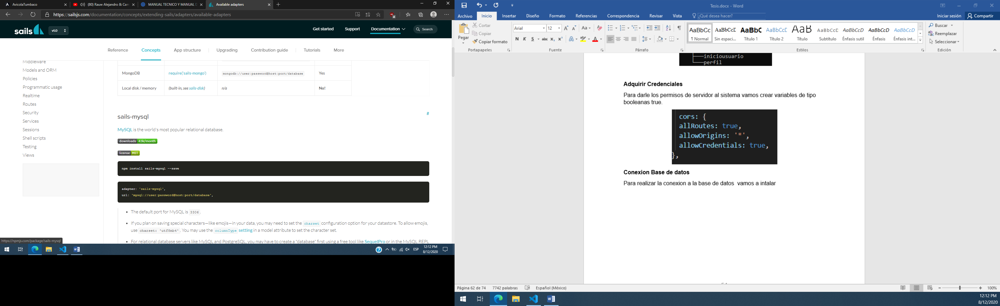 AvicolaTumbaco
(80) Rauw Alejandro & Cam
MANUAL TECNICO Y MANUAL D
Available adapters
https://sailsjs.com/documentation/concepts/extending-sails/adapters/available-adapters
4
sails
v1.0
Get started
Support
Documentation
Search
Reference
Concepts
App structure
Upgrading
Contribution guide
Tutorials
More
Middleware
Models and ORM
Policies
Programmatic usage
Realtime
Routes
Security
Services
Sessions
Shell scripts
Testing
Views
MongoDB require('sails-mongo') mongodb://user:password@host:port/database Yes
Local disk / memory (built-in, see sails-disk) n/a No!
sails-mysql #
MySQL is the world's most popular relational database.
downloads 43k/month
license MIT
npm install sails-mysql --save
adapter: 'sails-mysql',
url: 'mysql://user:password@host:port/database',
• The default port for MySQL is 3306.
• If you plan on saving special characters—like emojis—in your data, you may need to set the charset configuration option for your datastore. To allow emojis,
use charset: 'utf8mb4'. You may use the columnType setting in a model attribute to set the character set.
• For relational database servers like MySQL and PostgreSQL, you may have to create a "database" first using a free tool like SequelPro or in the MySQL REPL
https://npmjs.com/package/sails-mysql
ESP
12:12 PM
8/12/2020
Tesis.docx - Word
Archivo
Inicio
Insertar
Diseño
Formato
Referencias
Correspondencia
Revisar
Vista
¿Qué desea hacer?
Iniciar sesión
Compartir
Pegar
Cortar
Copiar
Copiar formato
Portapapeles
Arial
12
N K S abc x₂ x²
Fuente
Párrafo
AaBbCc AaBbCcD AaBbC AaBbCcD AaB AaBbCcD AaBbCcD AaBbCcD AaBbCcD
¶ Normal
Sin espaci...
Título 1
Título 2
Título
Subtítulo
Énfasis sutil
Énfasis
Énfasis int...
Estilos
Buscar
Reemplazar
Seleccionar
Edición
iniciousuario
perfil
Adquirir Credenciales
Para darle los permisos de servidor al sistema vamos crear variables de tipo
booleanas true.
cors: {
allRoutes: true,
allowOrigins: '*',
allowCredentials: true,
},
Conexion Base de datos
Para realizar la conexion a la base de datos  vamos a intalar
Página 62 de 74
7742 palabras
Español (México)
100%
12:12 PM
8/12/2020